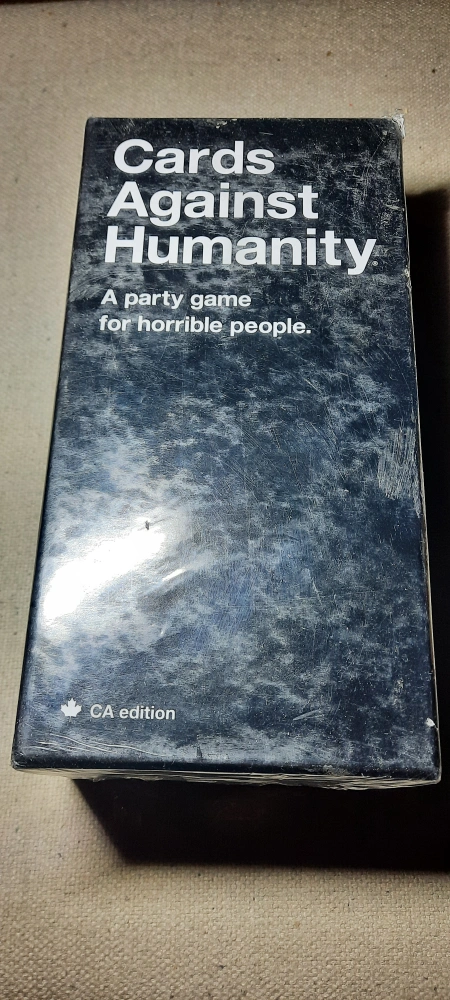 Cards
Against
Humanity
A party game
for horrible people.
CA edition